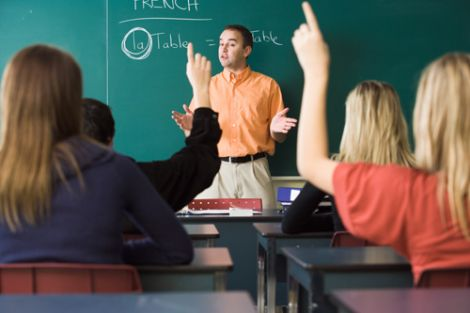 FRENCH
la Table = Table